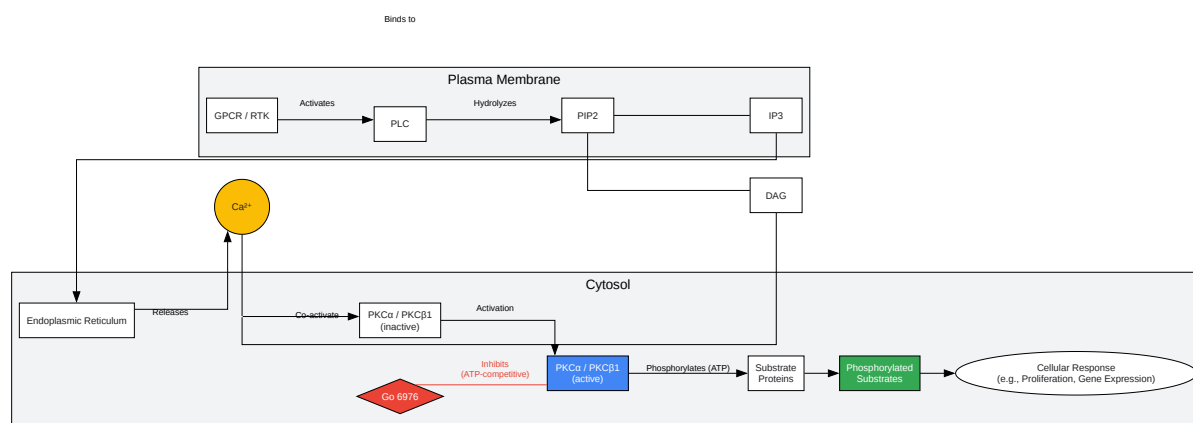 Binds to
Plasma Membrane
GPCR / RTK
Activates
PLC
Hydrolyzes
PIP2
IP3
DAG
Ca²⁺
Cytosol
Endoplasmic Reticulum
Releases
Co-activate
PKCα / PKCβ1
(inactive)
Activation
Inhibits
(ATP-competitive)
Go 6976
PKCα / PKCβ1
(active)
Phosphorylates (ATP)
Substrate
Proteins
Phosphorylated
Substrates
Cellular Response
(e.g., Proliferation, Gene Expression)